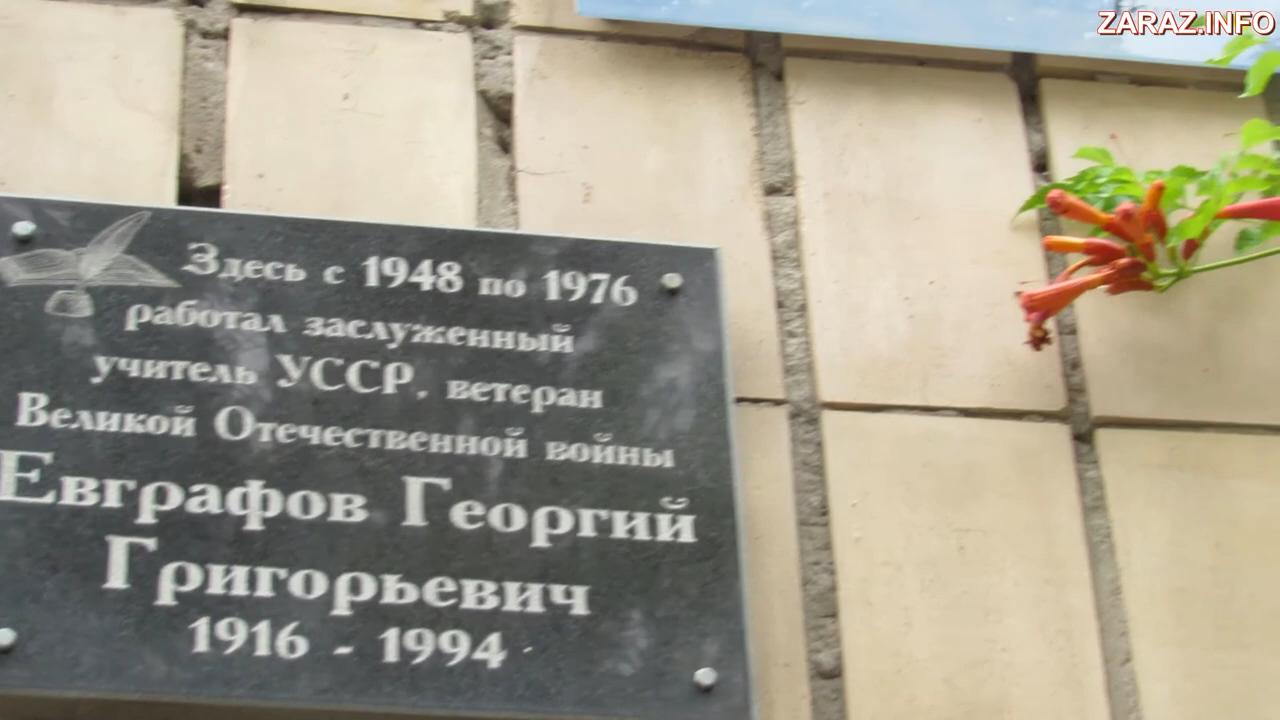 ZARAZ.INFO
Здесь с 1948 по 1976
работал заслуженный
учитель УССР, ветеран
Великой Отечественной войны
Евграфов Георгий
Григорьевич
1916 - 1994